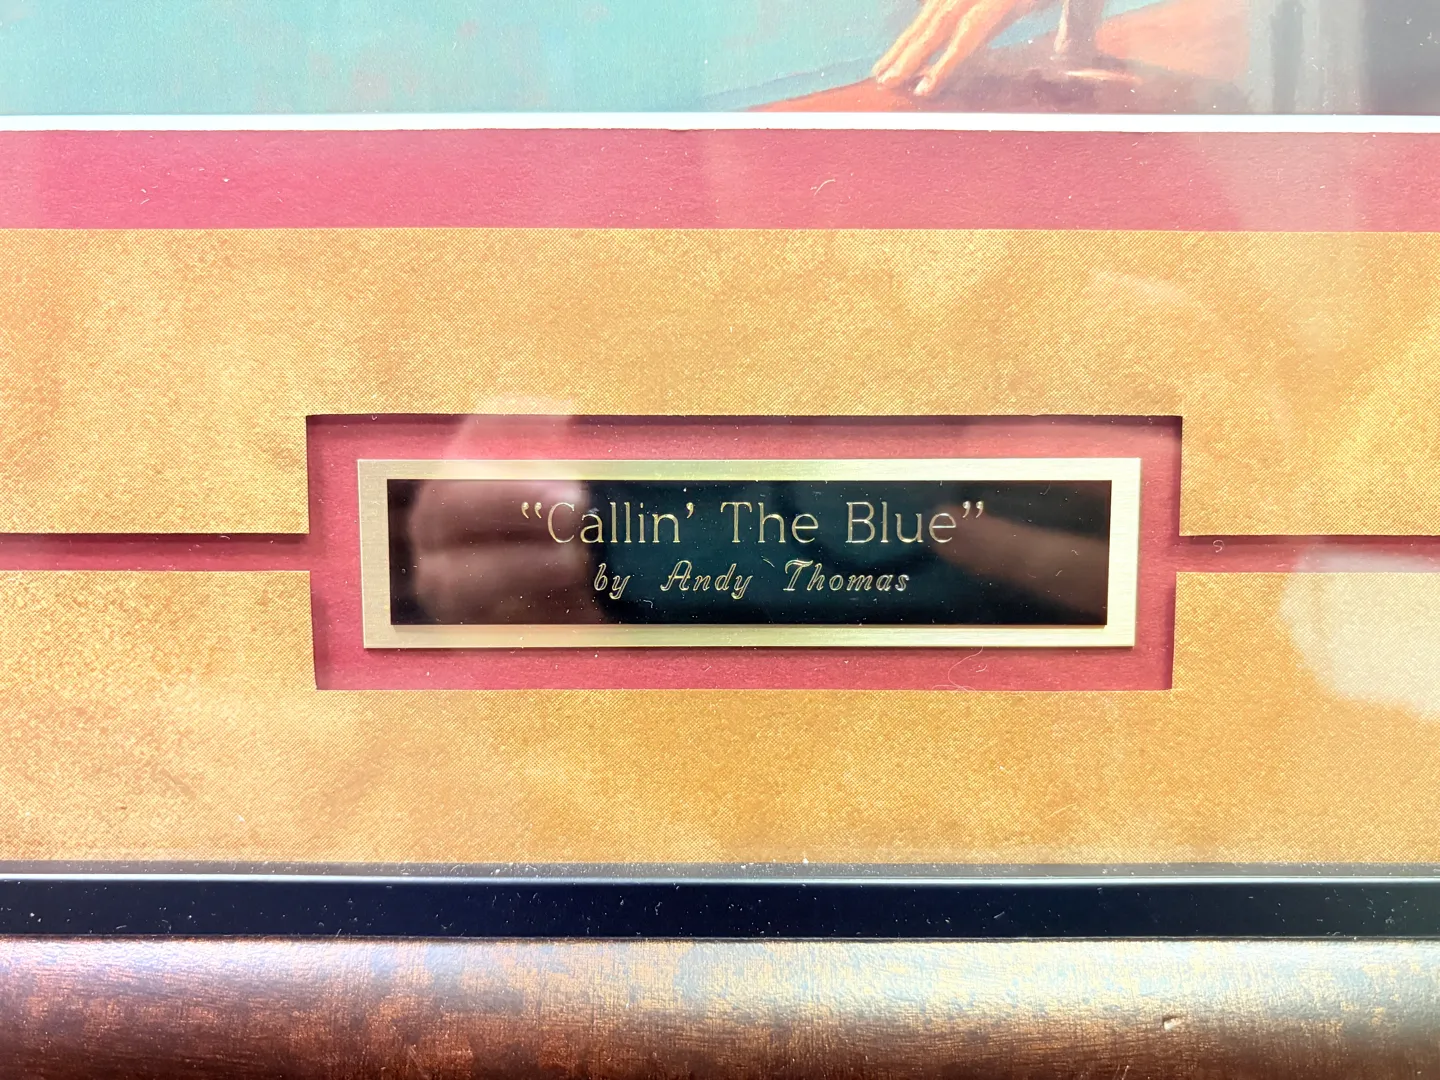 “Callin’ The Blue”
by Andy Thomas